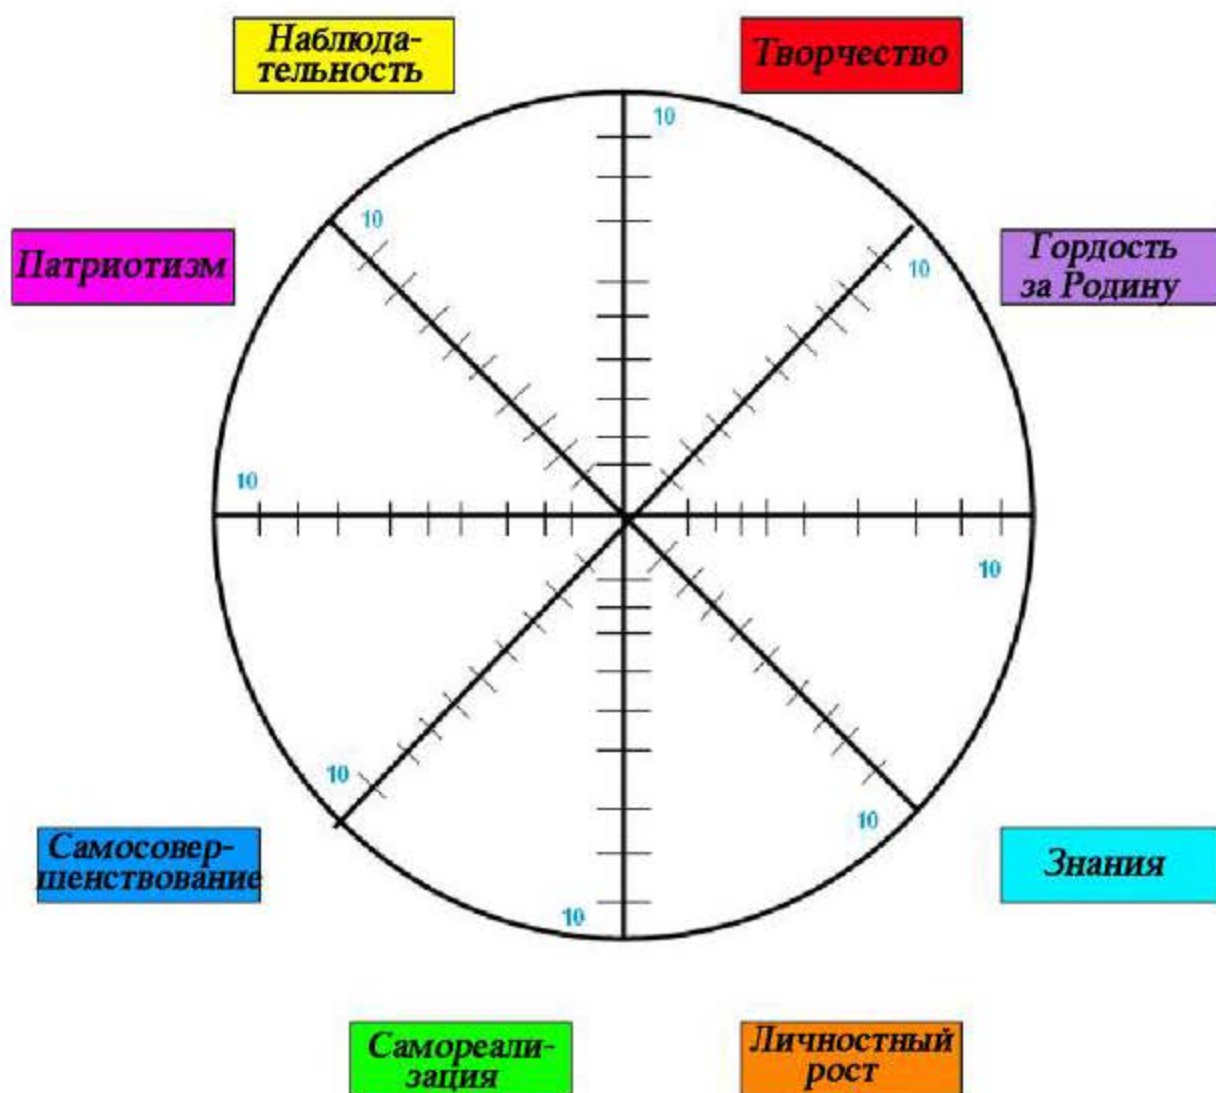 Наблюда-
тельность
Творчество
10
10
Патриотизм
10
Гордость
за Родину
10
10
10
10
Самосовер-
шенствование
Знания
10
Самореали-
зация
Личностный
рост